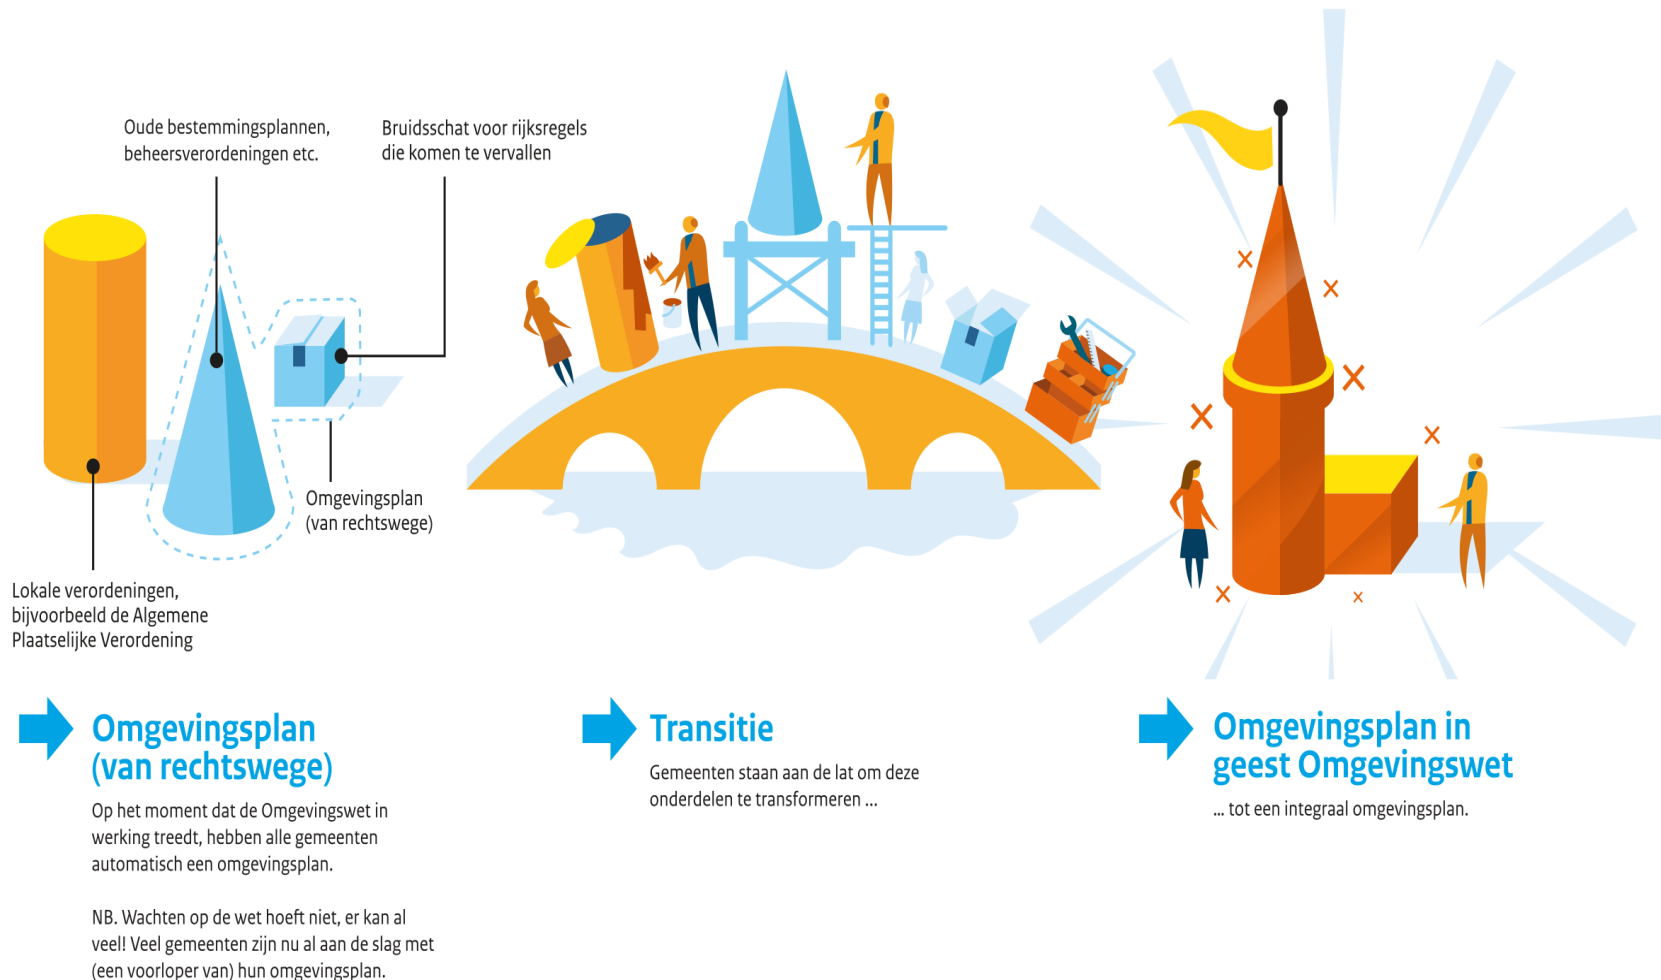 Oude bestemmingsplannen,
beheersverordeningen etc.
Bruidsschat voor rijksregels
die komen te vervallen
Omgevingsplan
(van rechtswege)
Lokale verordeningen,
bijvoorbeeld de Algemene
Plaatselijke Verordening
Omgevingsplan
(van rechtswege)
Op het moment dat de Omgevingswet in
werking treedt, hebben alle gemeenten
automatisch een omgevingsplan.
NB. Wachten op de wet hoeft niet, er kan al
veel! Veel gemeenten zijn nu al aan de slag met
(een voorloper van) hun omgevingsplan.
Transitie
Gemeenten staan aan de lat om deze
onderdelen te transformeren ...
Omgevingsplan in
geest Omgevingswet
... tot een integraal omgevingsplan.